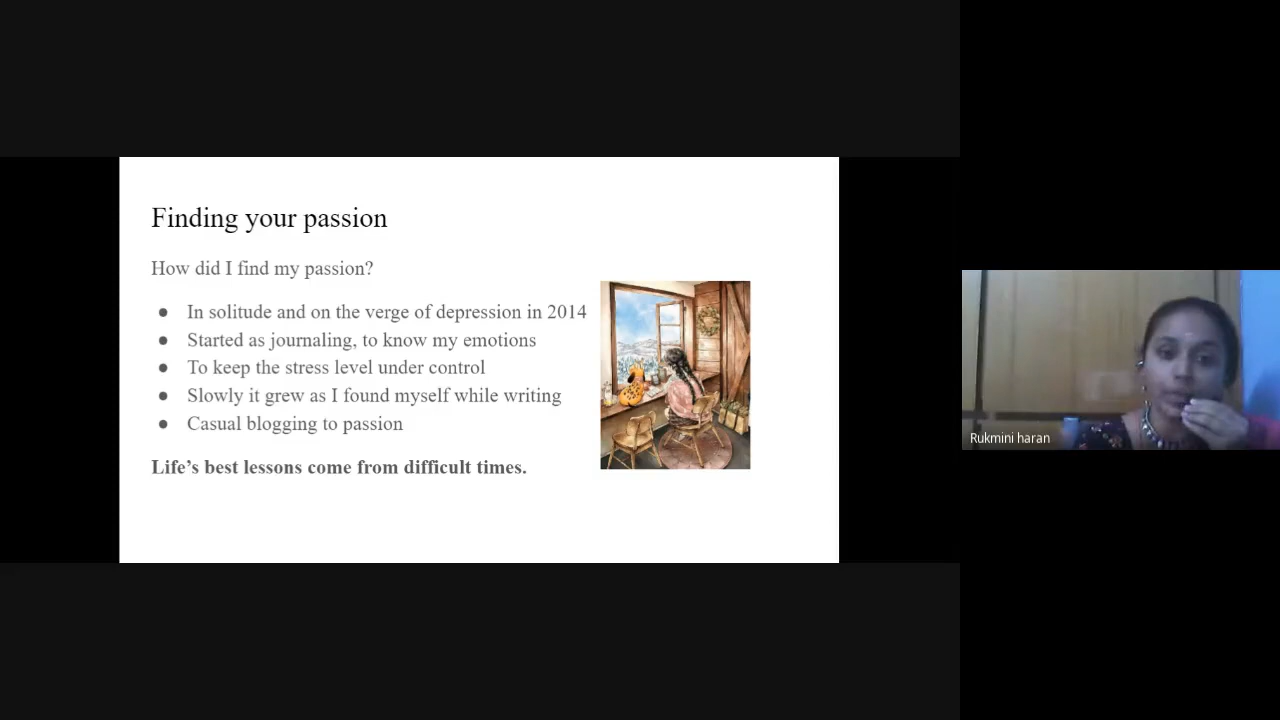 Finding your passion
How did I find my passion?
● In solitude and on the verge of depression in 2014
● Started as journaling, to know my emotions
● To keep the stress level under control
● Slowly it grew as I found myself while writing
● Casual blogging to passion
Life’s best lessons come from difficult times.
Rukmini haran